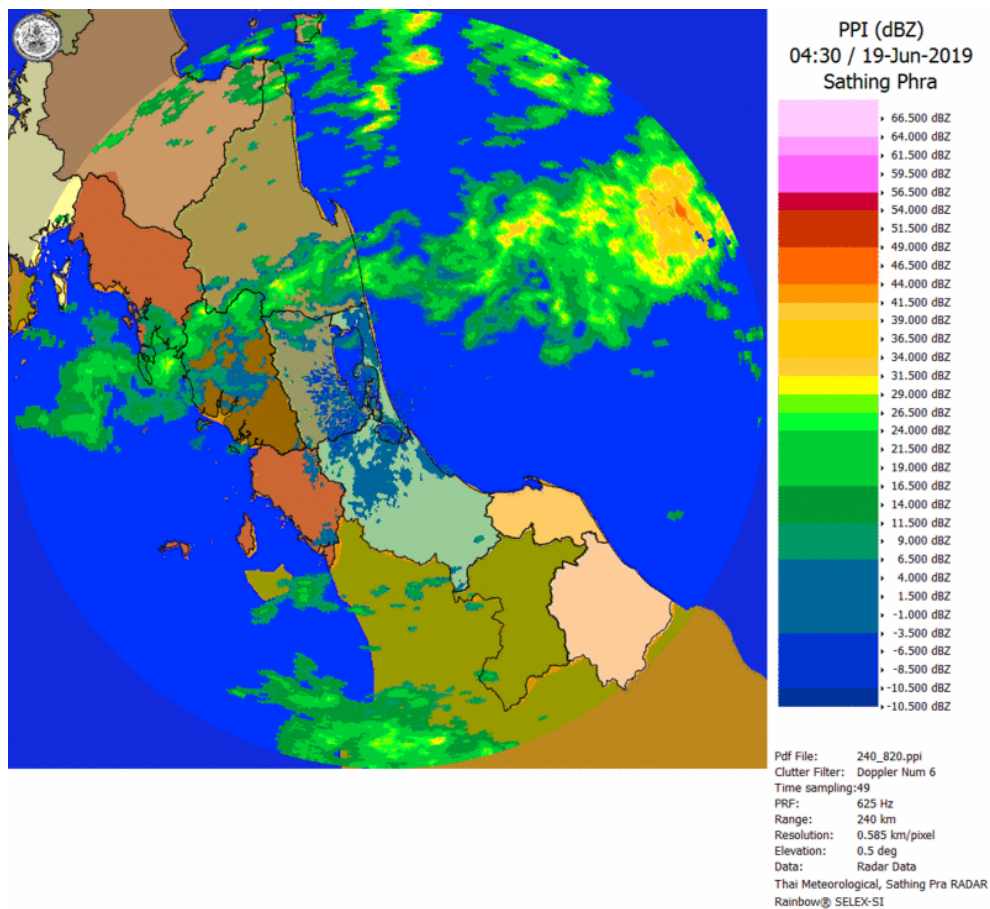 PPI (dBZ)
04:30 / 19-Jun-2019
Sathing Phra
66.500 dBZ
64.000 dBZ
61.500 dBZ
59.500 dBZ
56.500 dBZ
54.000 dBZ
51.500 dBZ
49.000 dBZ
46.500 dBZ
44.000 dBZ
41.500 dBZ
39.000 dBZ
36.500 dBZ
34.000 dBZ
31.500 dBZ
29.000 dBZ
26.500 dBZ
24.000 dBZ
21.500 dBZ
19.000 dBZ
16.500 dBZ
14.000 dBZ
11.500 dBZ
9.000 dBZ
6.500 dBZ
4.000 dBZ
1.500 dBZ
-1.000 dBZ
-3.500 dBZ
-6.500 dBZ
-8.500 dBZ
-10.500 dBZ
-10.500 dBZ
Pdf File: 240_820.ppi
Clutter Filter: Doppler Num 6
Time sampling:49
PRF: 625 Hz
Range: 240 km
Resolution: 0.585 km/pixel
Elevation: 0.5 deg
Data: Radar Data
Thai Meteorological, Sathing Pra RADAR
Rainbow® SELEX-SI